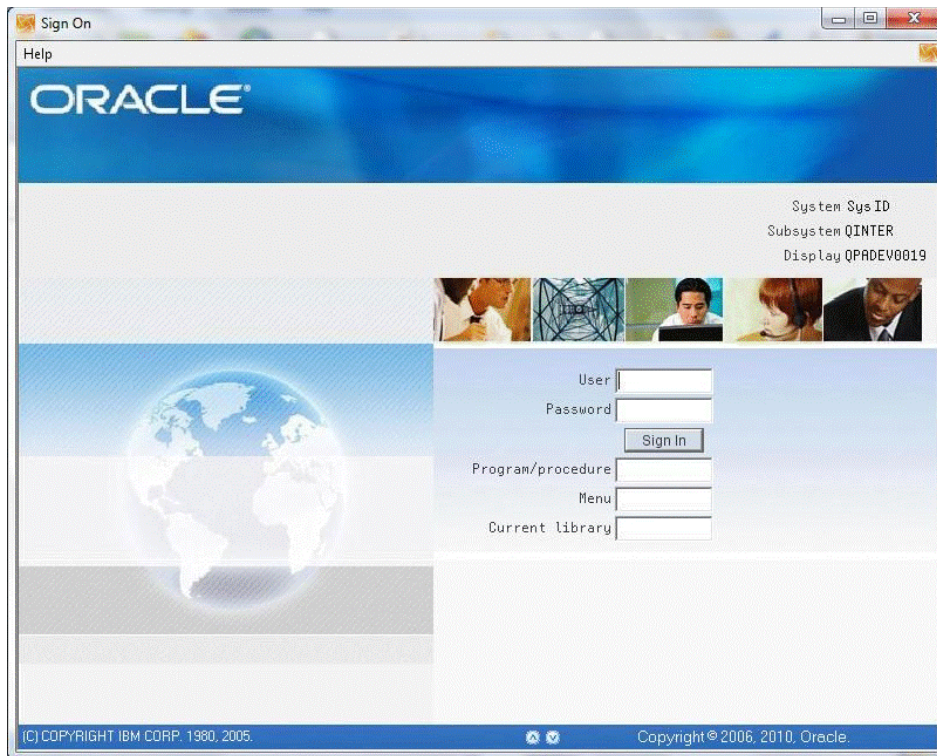 Sign On
Help
ORACLE®
System Sys ID
Subsystem QINTER
Display QPADEV0019
User
Password
Sign In
Program/procedure
Menu
Current library
(C) COPYRIGHT IBM CORP. 1980, 2005.
Copyright © 2006, 2010, Oracle.